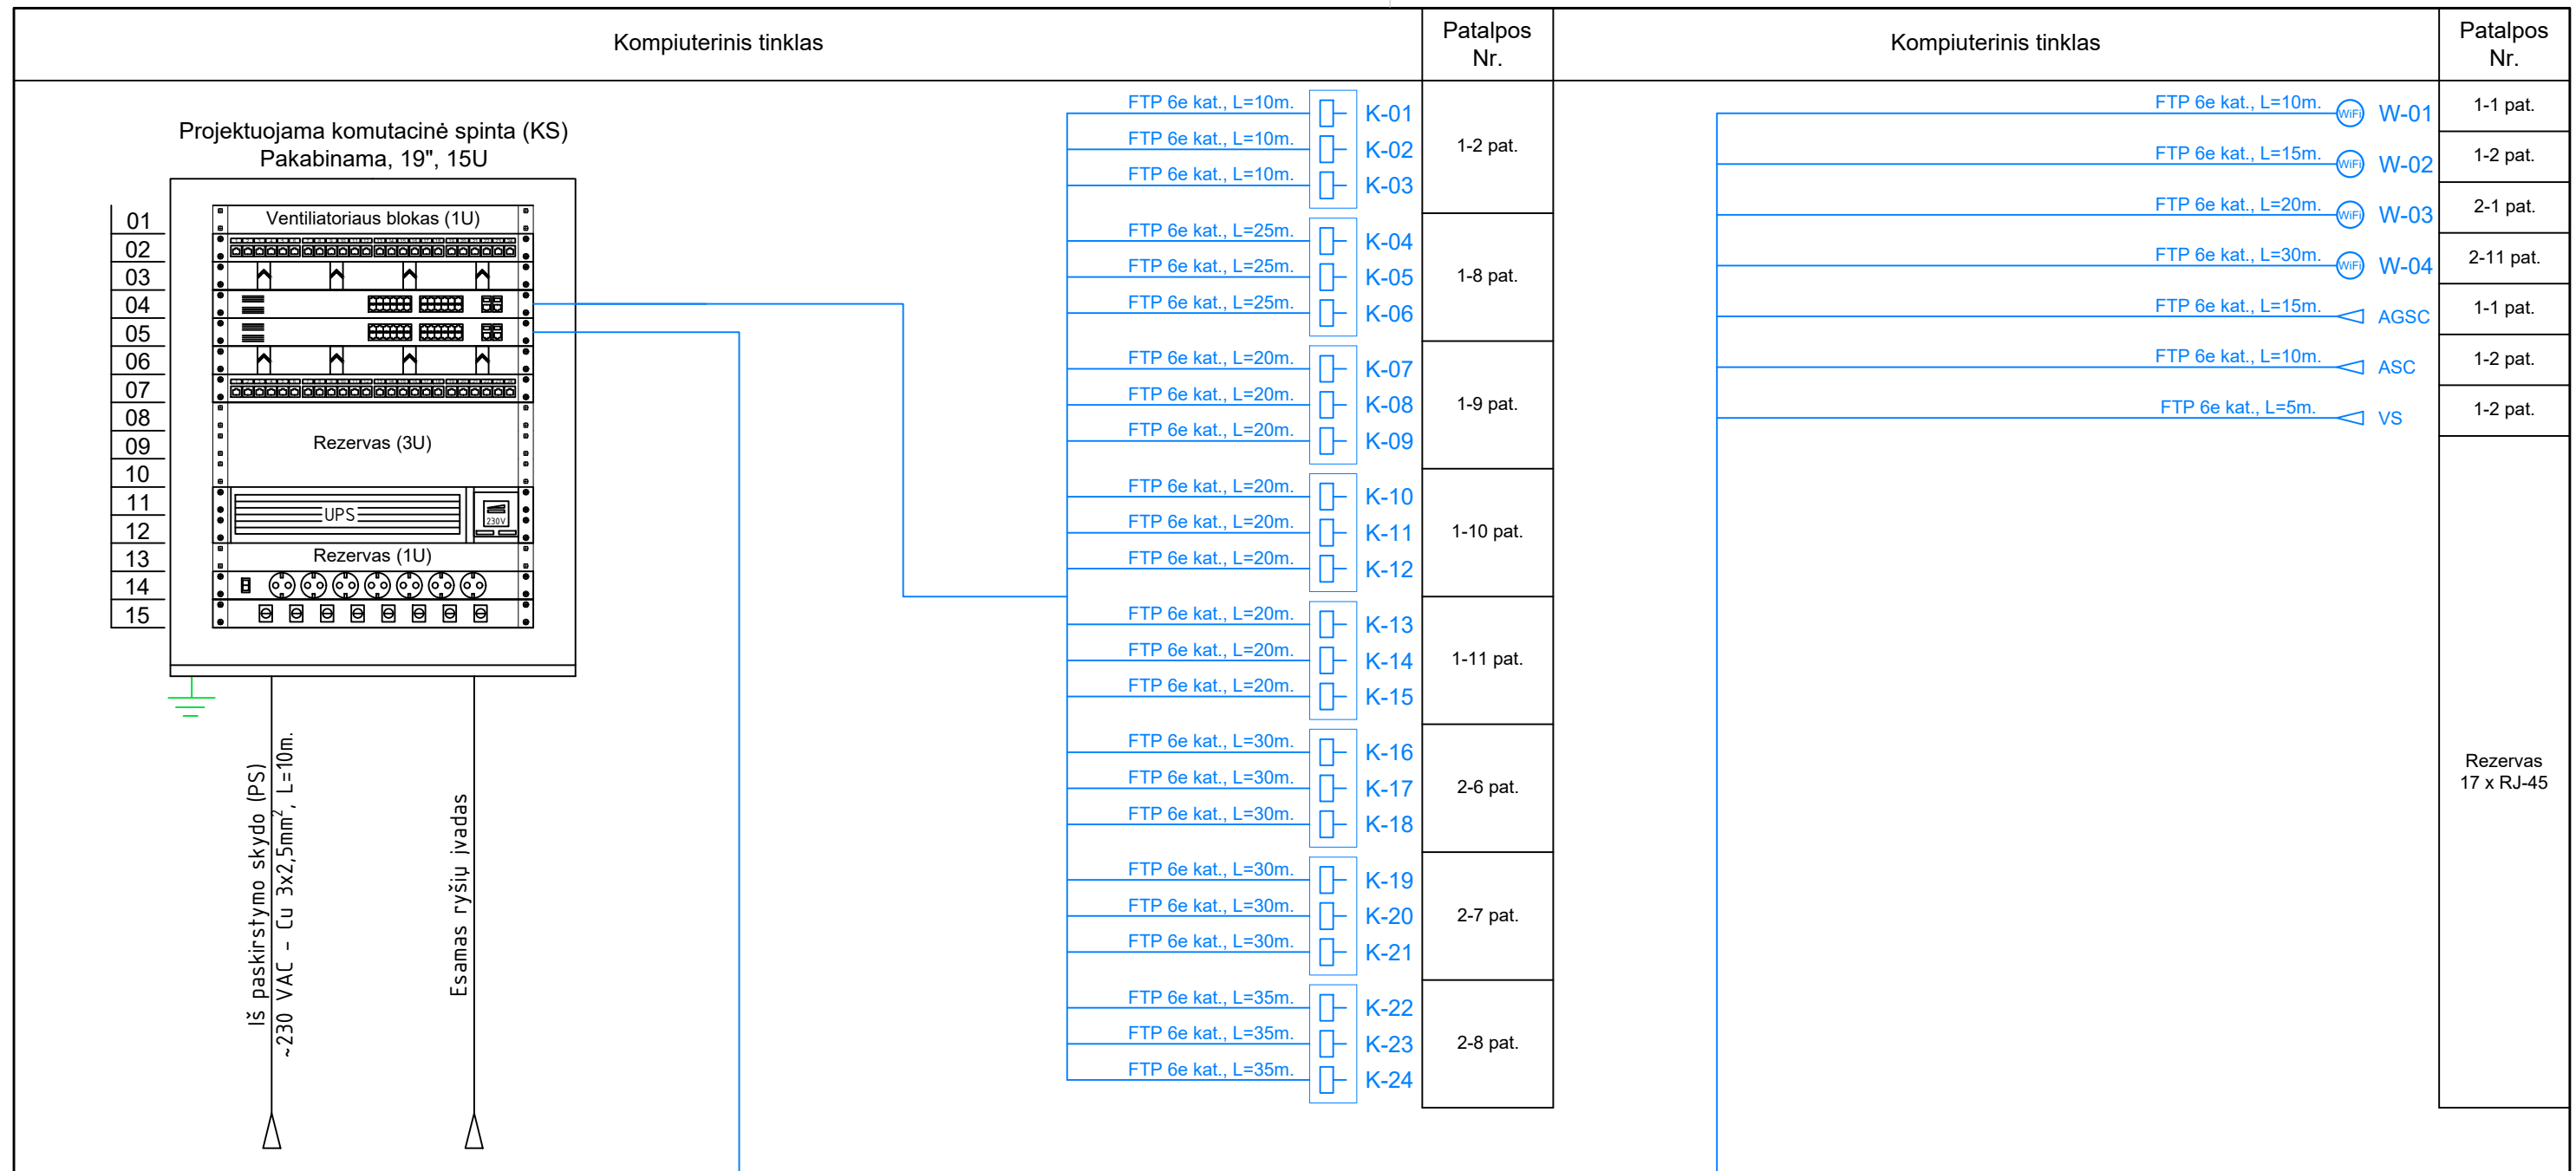 Kompiuterinis tinklas
Patalpos
Nr.
Kompiuterinis tinklas
Patalpos
Nr.
Projektuojama komutacinė spinta (KS)
Pakabinama, 19", 15U
01
02
03
04
05
06
07
08
09
10
11
12
13
14
15
Ventiliatoriaus blokas (1U)
Rezervas (3U)
UPS
230V
Rezervas (1U)
Iš paskirstymo skydo (PS)
~230 VAC - Cu 3x2,5mm², L=10m.
Esamas ryšių įvadas
FTP 6e kat., L=10m. K-01
FTP 6e kat., L=10m. K-02
FTP 6e kat., L=10m. K-03
1-2 pat.
FTP 6e kat., L=25m. K-04
FTP 6e kat., L=25m. K-05
FTP 6e kat., L=25m. K-06
1-8 pat.
FTP 6e kat., L=20m. K-07
FTP 6e kat., L=20m. K-08
FTP 6e kat., L=20m. K-09
1-9 pat.
FTP 6e kat., L=20m. K-10
FTP 6e kat., L=20m. K-11
FTP 6e kat., L=20m. K-12
1-10 pat.
FTP 6e kat., L=20m. K-13
FTP 6e kat., L=20m. K-14
FTP 6e kat., L=20m. K-15
1-11 pat.
FTP 6e kat., L=30m. K-16
FTP 6e kat., L=30m. K-17
FTP 6e kat., L=30m. K-18
2-6 pat.
FTP 6e kat., L=30m. K-19
FTP 6e kat., L=30m. K-20
FTP 6e kat., L=30m. K-21
2-7 pat.
FTP 6e kat., L=35m. K-22
FTP 6e kat., L=35m. K-23
FTP 6e kat., L=35m. K-24
2-8 pat.
FTP 6e kat., L=10m. WiFi W-01 1-1 pat.
FTP 6e kat., L=15m. WiFi W-02 1-2 pat.
FTP 6e kat., L=20m. WiFi W-03 2-1 pat.
FTP 6e kat., L=30m. WiFi W-04 2-11 pat.
FTP 6e kat., L=15m. AGSC 1-1 pat.
FTP 6e kat., L=10m. ASC 1-2 pat.
FTP 6e kat., L=5m. VS 1-2 pat.
Rezervas
17 x RJ-45